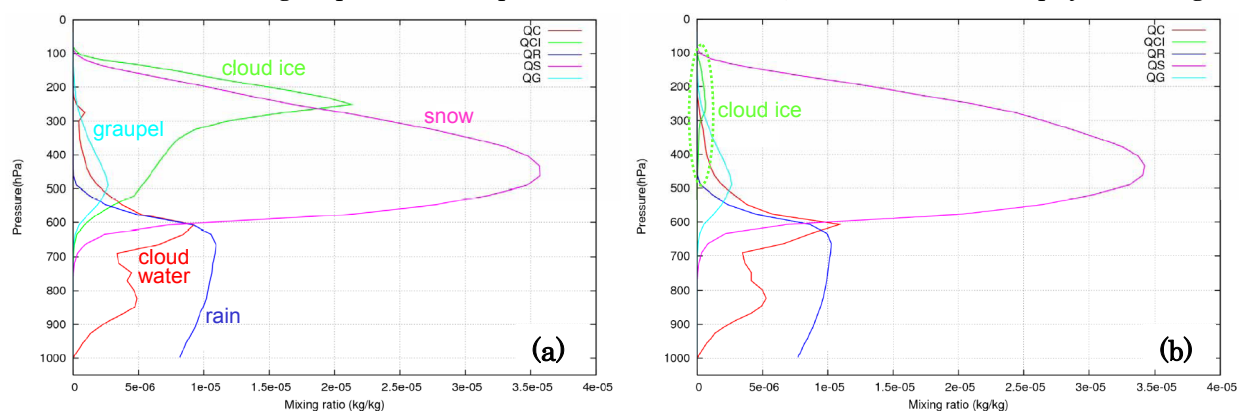 QC
QCI
QR
QS
QG
cloud ice
snow
graupel
cloud
water
rain
(a)
Pressure(hPa)
0
100
200
300
400
500
600
700
800
900
1000
0
5e-06
1e-05
1.5e-05
2e-05
2.5e-05
3e-05
3.5e-05
4e-05
Mixing ratio (kg/kg)
QC
QCI
QR
QS
QG
cloud ice
(b)
Pressure(hPa)
0
100
200
300
400
500
600
700
800
900
1000
0
5e-06
1e-05
1.5e-05
2e-05
2.5e-05
3e-05
3.5e-05
4e-05
Mixing ratio (kg/kg)